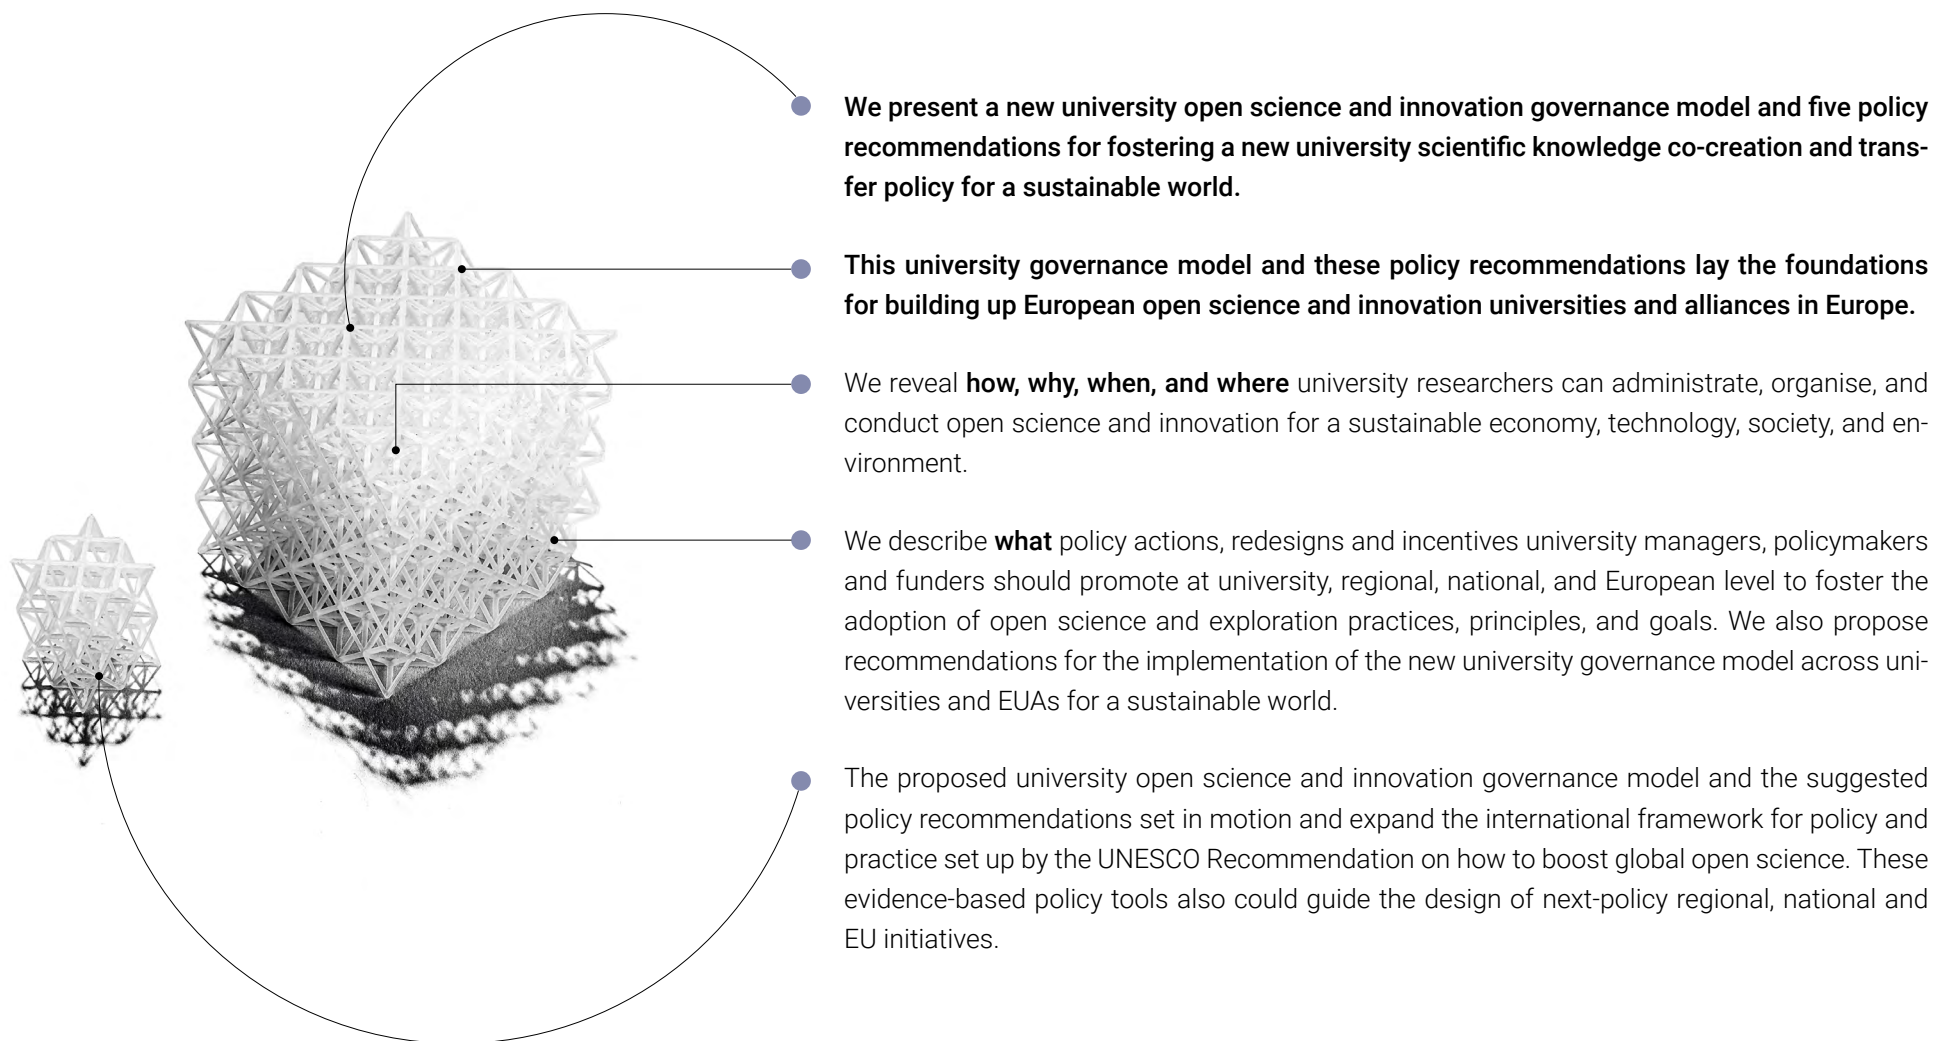 We present a new university open science and innovation governance model and five policy
recommendations for fostering a new university scientific knowledge co-creation and trans-
fer policy for a sustainable world.
This university governance model and these policy recommendations lay the foundations
for building up European open science and innovation universities and alliances in Europe.
We reveal how, why, when, and where university researchers can administrate, organise, and
conduct open science and innovation for a sustainable economy, technology, society, and en-
vironment.
We describe what policy actions, redesigns and incentives university managers, policymakers
and funders should promote at university, regional, national, and European level to foster the
adoption of open science and exploration practices, principles, and goals. We also propose
recommendations for the implementation of the new university governance model across uni-
versities and EUAs for a sustainable world.
The proposed university open science and innovation governance model and the suggested
policy recommendations set in motion and expand the international framework for policy and
practice set up by the UNESCO Recommendation on how to boost global open science. These
evidence-based policy tools also could guide the design of next-policy regional, national and
EU initiatives.